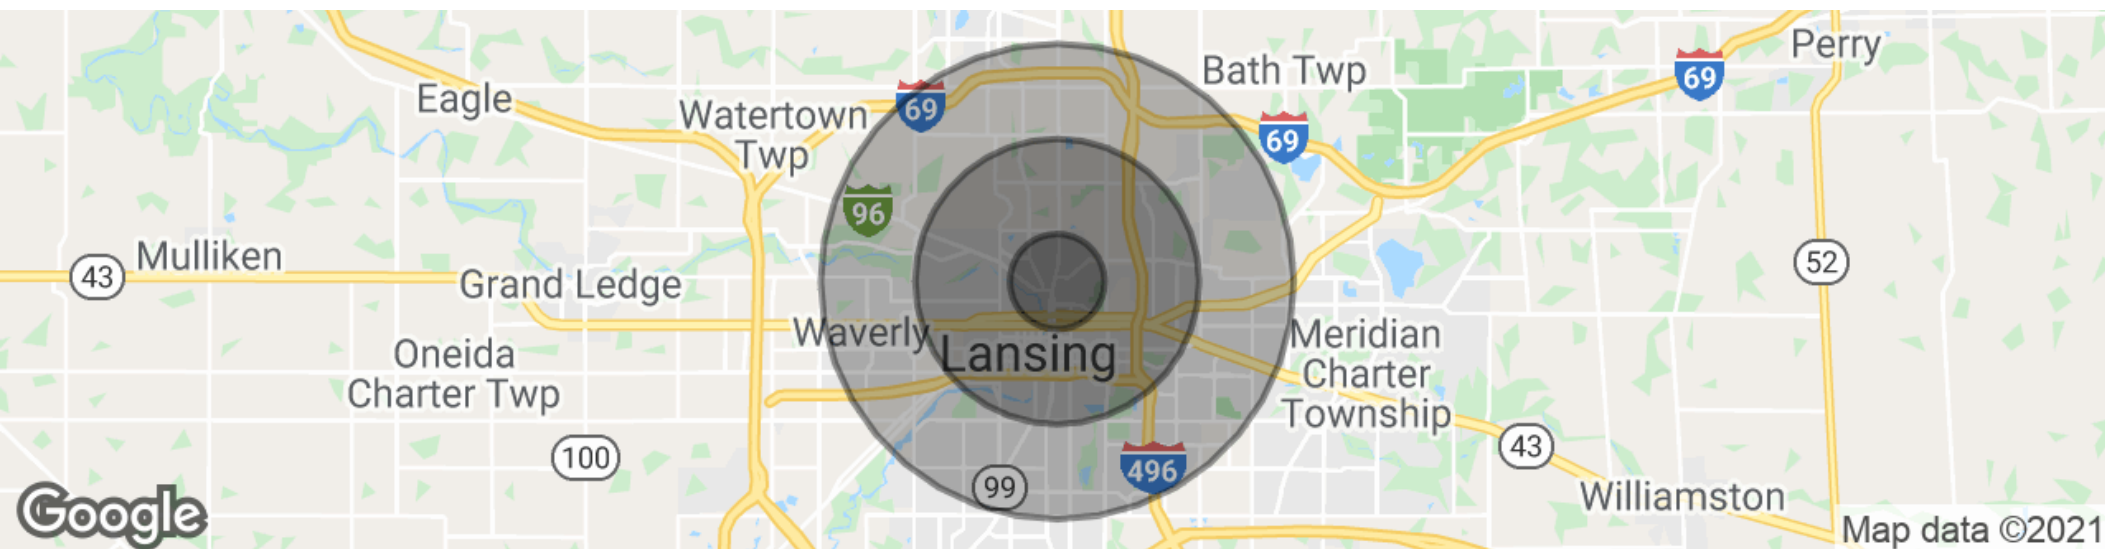 Perry
Bath Twp
69
Eagle
69
Watertown
Twp
69
96
Mulliken
43
Grand Ledge
52
Waverly
Lansing
Meridian
Charter
Township
Oneida
Charter Twp
43
100
496
99
Williamston
Google
Map data ©2021